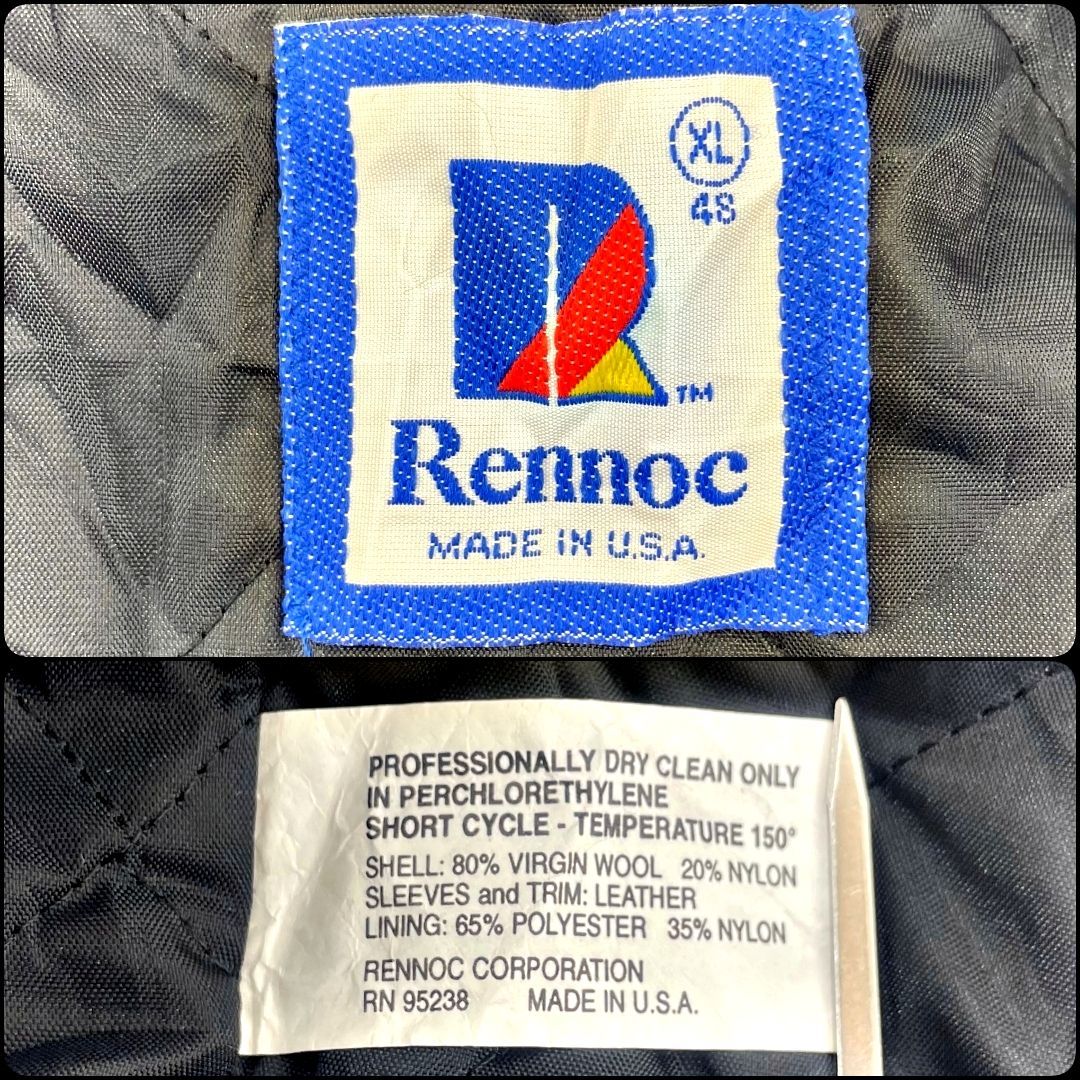 XL
48
TM
Rennoc
MADE IN U.S.A.
PROFESSIONALLY DRY CLEAN ONLY
IN PERCHLORETHYLENE
SHORT CYCLE - TEMPERATURE 150°
SHELL: 80% VIRGIN WOOL 20% NYLON
SLEEVES and TRIM: LEATHER
LINING: 65% POLYESTER 35% NYLON
RENNOC CORPORATION
RN 95238 MADE IN U.S.A.